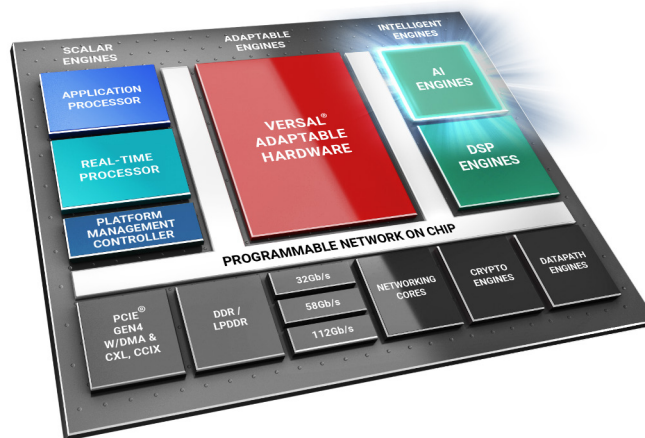 SCALAR
ENGINES
ADAPTABLE
ENGINES
INTELLIGENT
ENGINES
APPLICATION
PROCESSOR
REAL-TIME
PROCESSOR
PLATFORM
MANAGEMENT
CONTROLLER
VERSAL®
ADAPTABLE
HARDWARE
AI
ENGINES
DSP
ENGINES
PROGRAMMABLE NETWORK ON CHIP
PCIE®
GEN4
W/DMA &
CXL, CCIX
DDR /
LPDDR
32Gb/s
58Gb/s
112Gb/s
NETWORKING
CORES
CRYPTO
ENGINES
DATAPATH
ENGINES